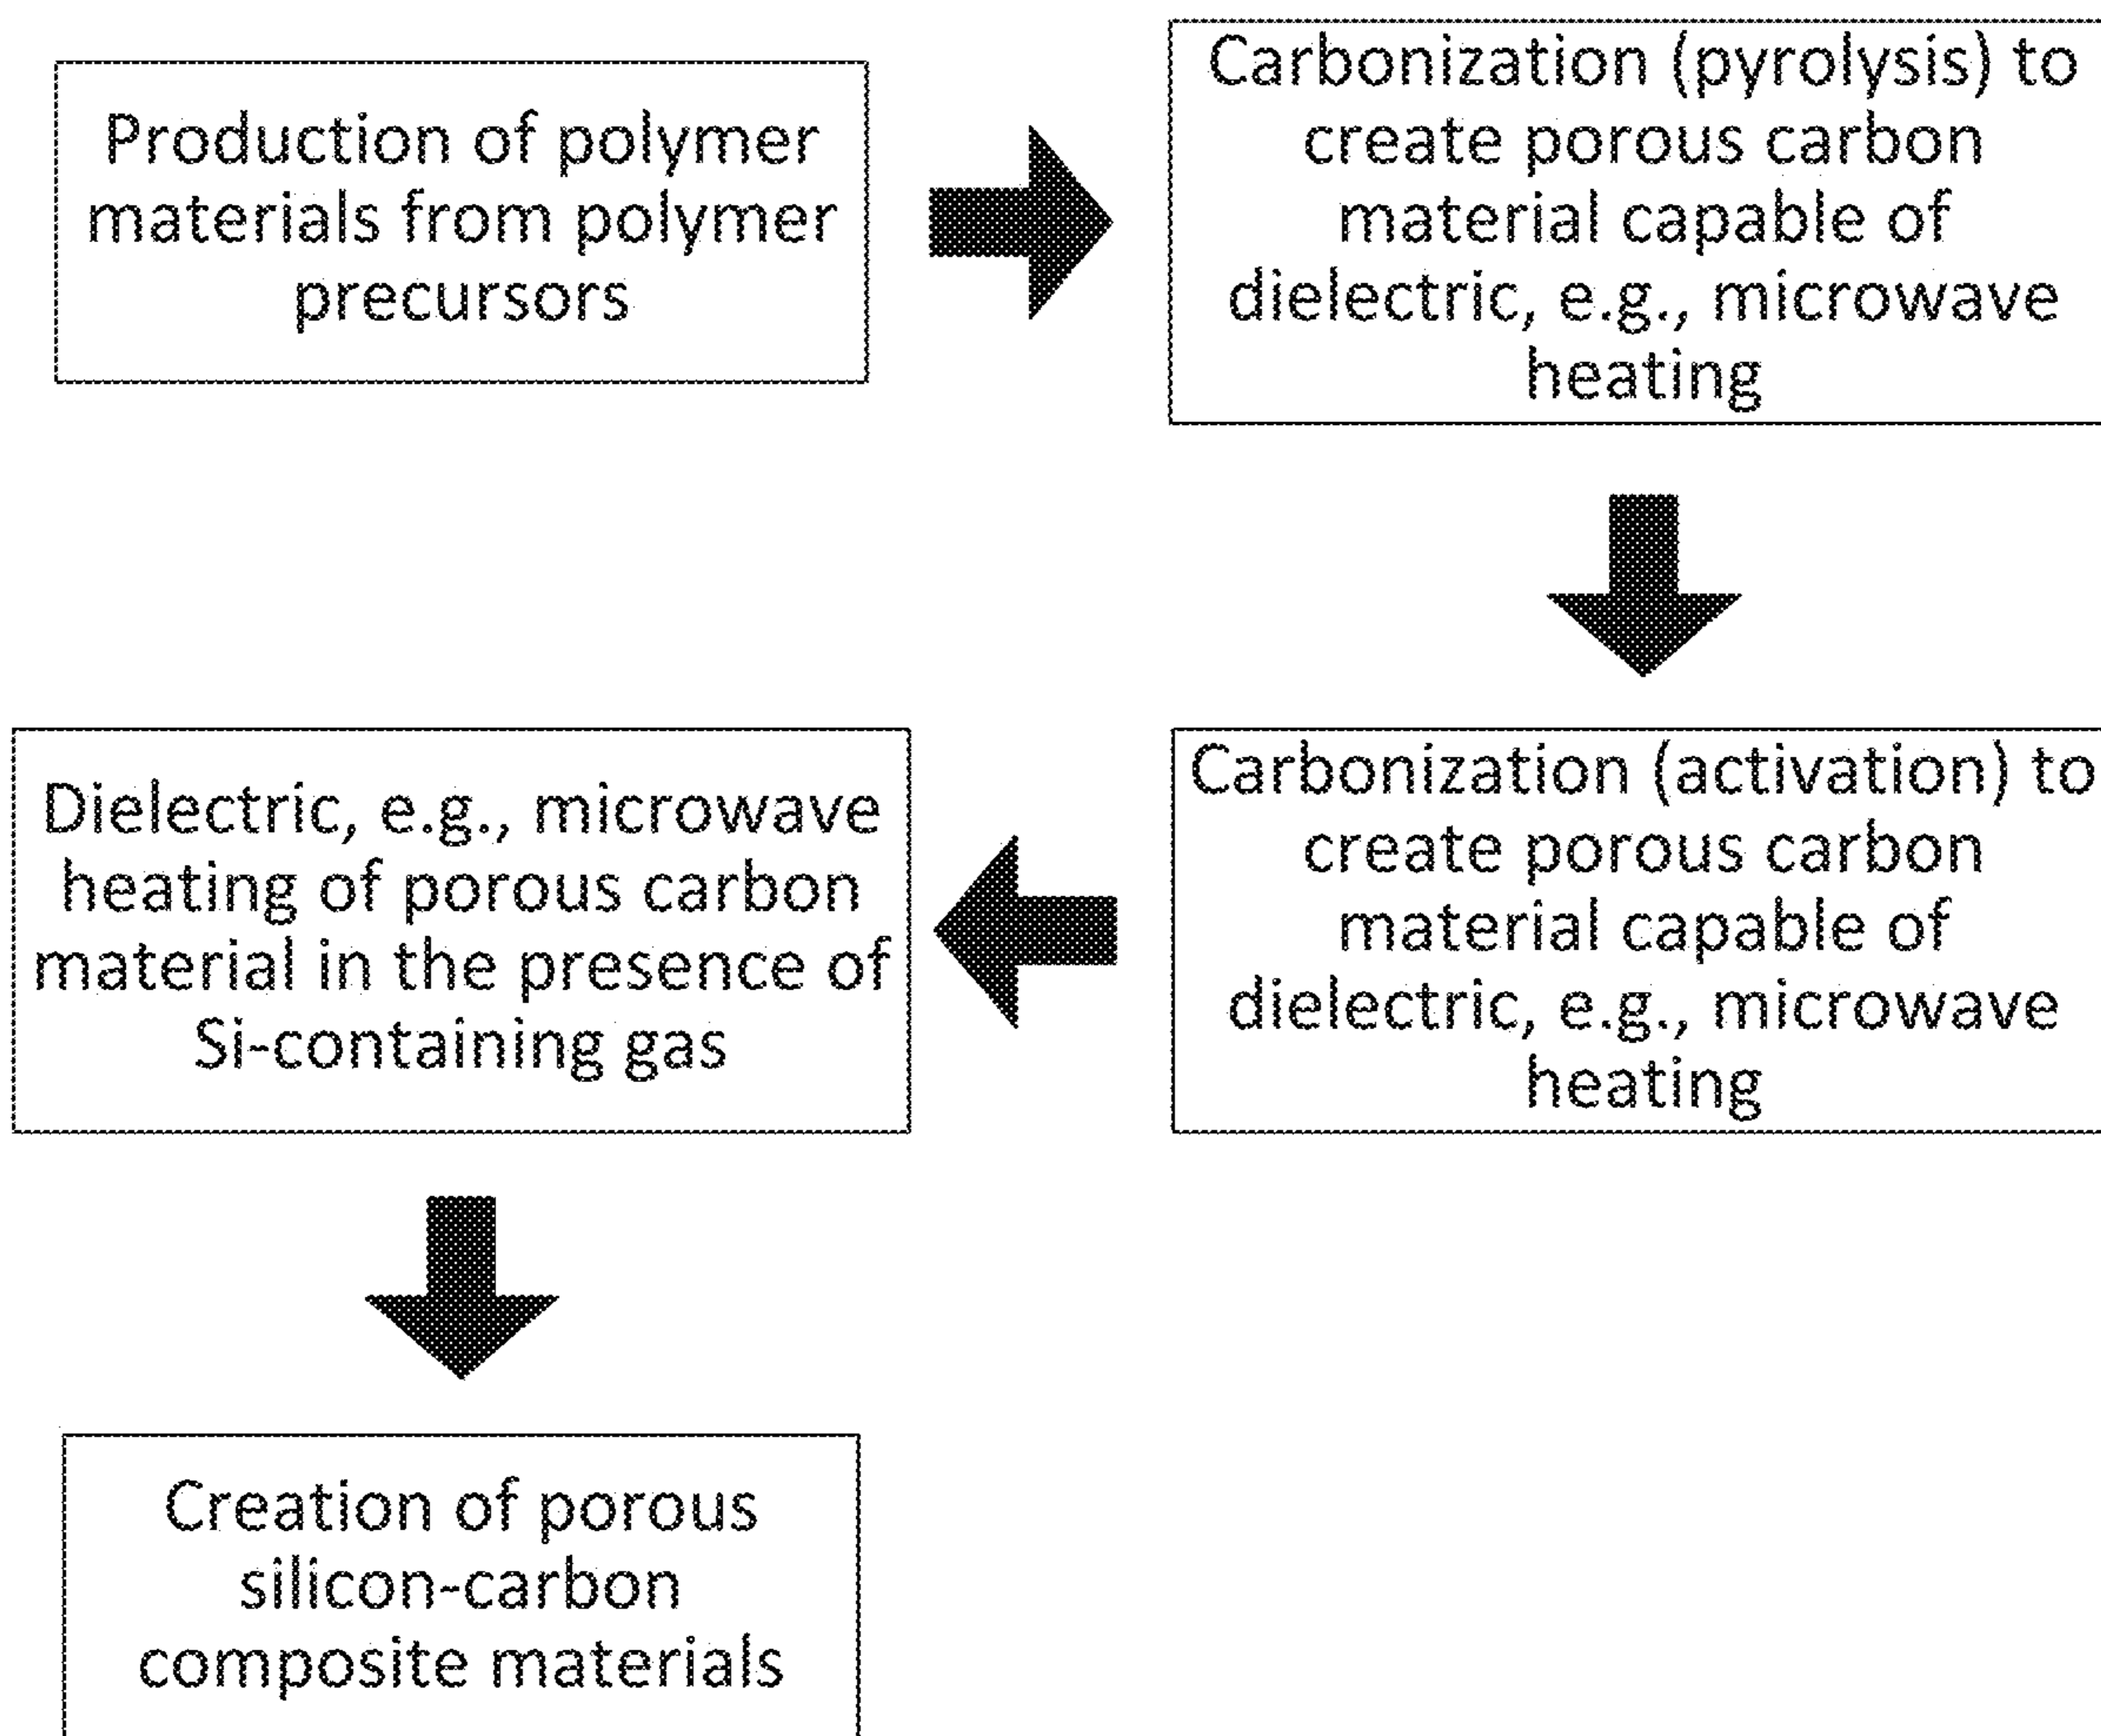 Production of polymer
materials from polymer
precursors
Carbonization (pyrolysis) to
create porous carbon
material capable of
dielectric, e.g., microwave
heating
Carbonization (activation) to
create porous carbon
material capable of
dielectric, e.g., microwave
heating
Dielectric, e.g., microwave
heating of porous carbon
material in the presence of
Si-containing gas
Creation of porous
silicon-carbon
composite materials